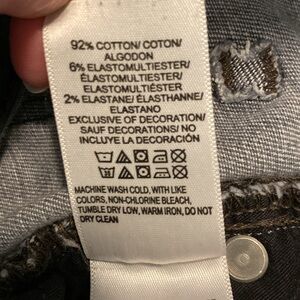 92% COTTON/ COTON/
ALGODON
6% ELASTOMULTIESTER/
ÉLASTOMULTIESTER/
ELASTOMULTIÉSTER
2% ELASTANE/ ÉLASTHANNE/
ELASTANO
EXCLUSIVE OF DECORATION/
SAUF DECORATIONS/ NO
INCLUYE LA DECORACIÓN
MACHINE WASH COLD, WITH LIKE
COLORS, NON-CHLORINE BLEACH,
TUMBLE DRY LOW, WARM IRON, DO NOT
DRY CLEAN